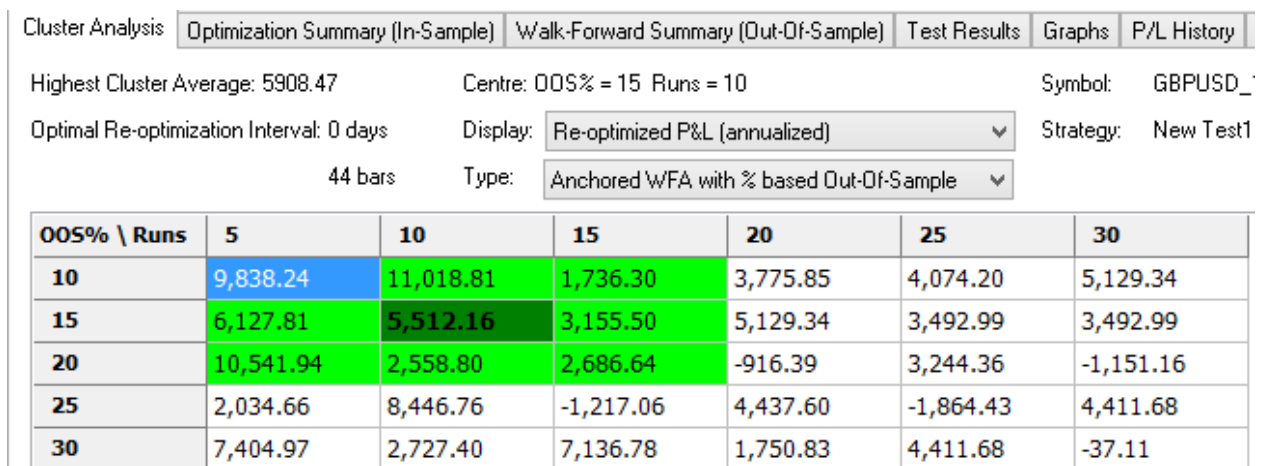 Cluster Analysis Optimization Summary (In-Sample) Walk-Forward Summary (Out-Of-Sample) Test Results Graphs P/L History
Highest Cluster Average: 5908.47 Centre: OOS% = 15 Runs = 10 Symbol: GBPUSD_
Optimal Re-optimization Interval: 0 days Display: Re-optimized P&L (annualized) Strategy: New Test1
44 bars Type: Anchored WFA with % based Out-Of-Sample
OOS% \ Runs 5 10 15 20 25 30
10 9,838.24 11,018.81 1,736.30 3,775.85 4,074.20 5,129.34
15 6,127.81 5,512.16 3,155.50 5,129.34 3,492.99 3,492.99
20 10,541.94 2,558.80 2,686.64 -916.39 3,244.36 -1,151.16
25 2,034.66 8,446.76 -1,217.06 4,437.60 -1,864.43 4,411.68
30 7,404.97 2,727.40 7,136.78 1,750.83 4,411.68 -37.11